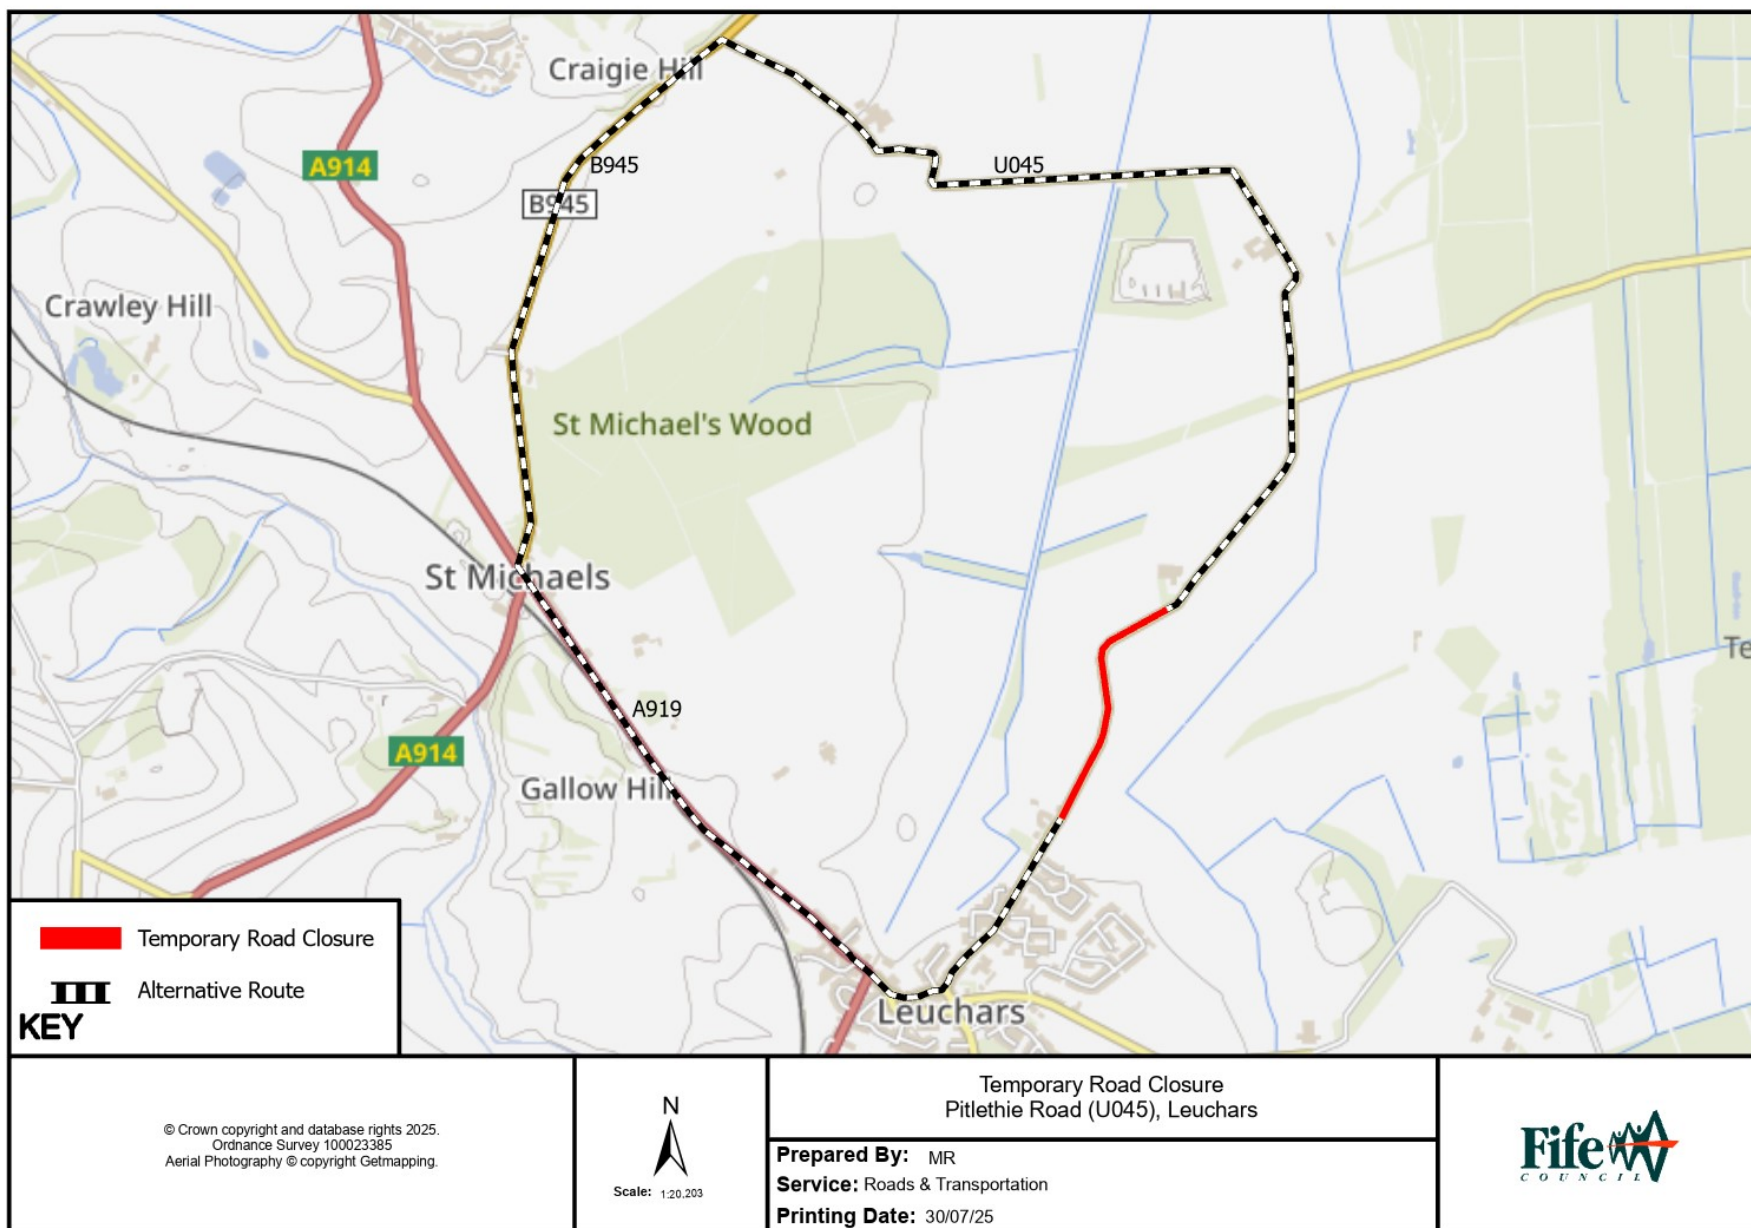 Craigie Hill
A914
B945
B945
U045
Crawley Hill
St Michael's Wood
St Michaels
Te
A919
A914
Gallow Hill
Leuchars
Temporary Road Closure
Alternative Route
KEY
© Crown copyright and database rights 2025.
Ordnance Survey 100023385
Aerial Photography © copyright Getmapping.
N
Scale: 1:20,203
Temporary Road Closure
Pitlethie Road (U045), Leuchars
Prepared By: MR
Service: Roads & Transportation
Printing Date: 30/07/25
Fife
COUNCIL